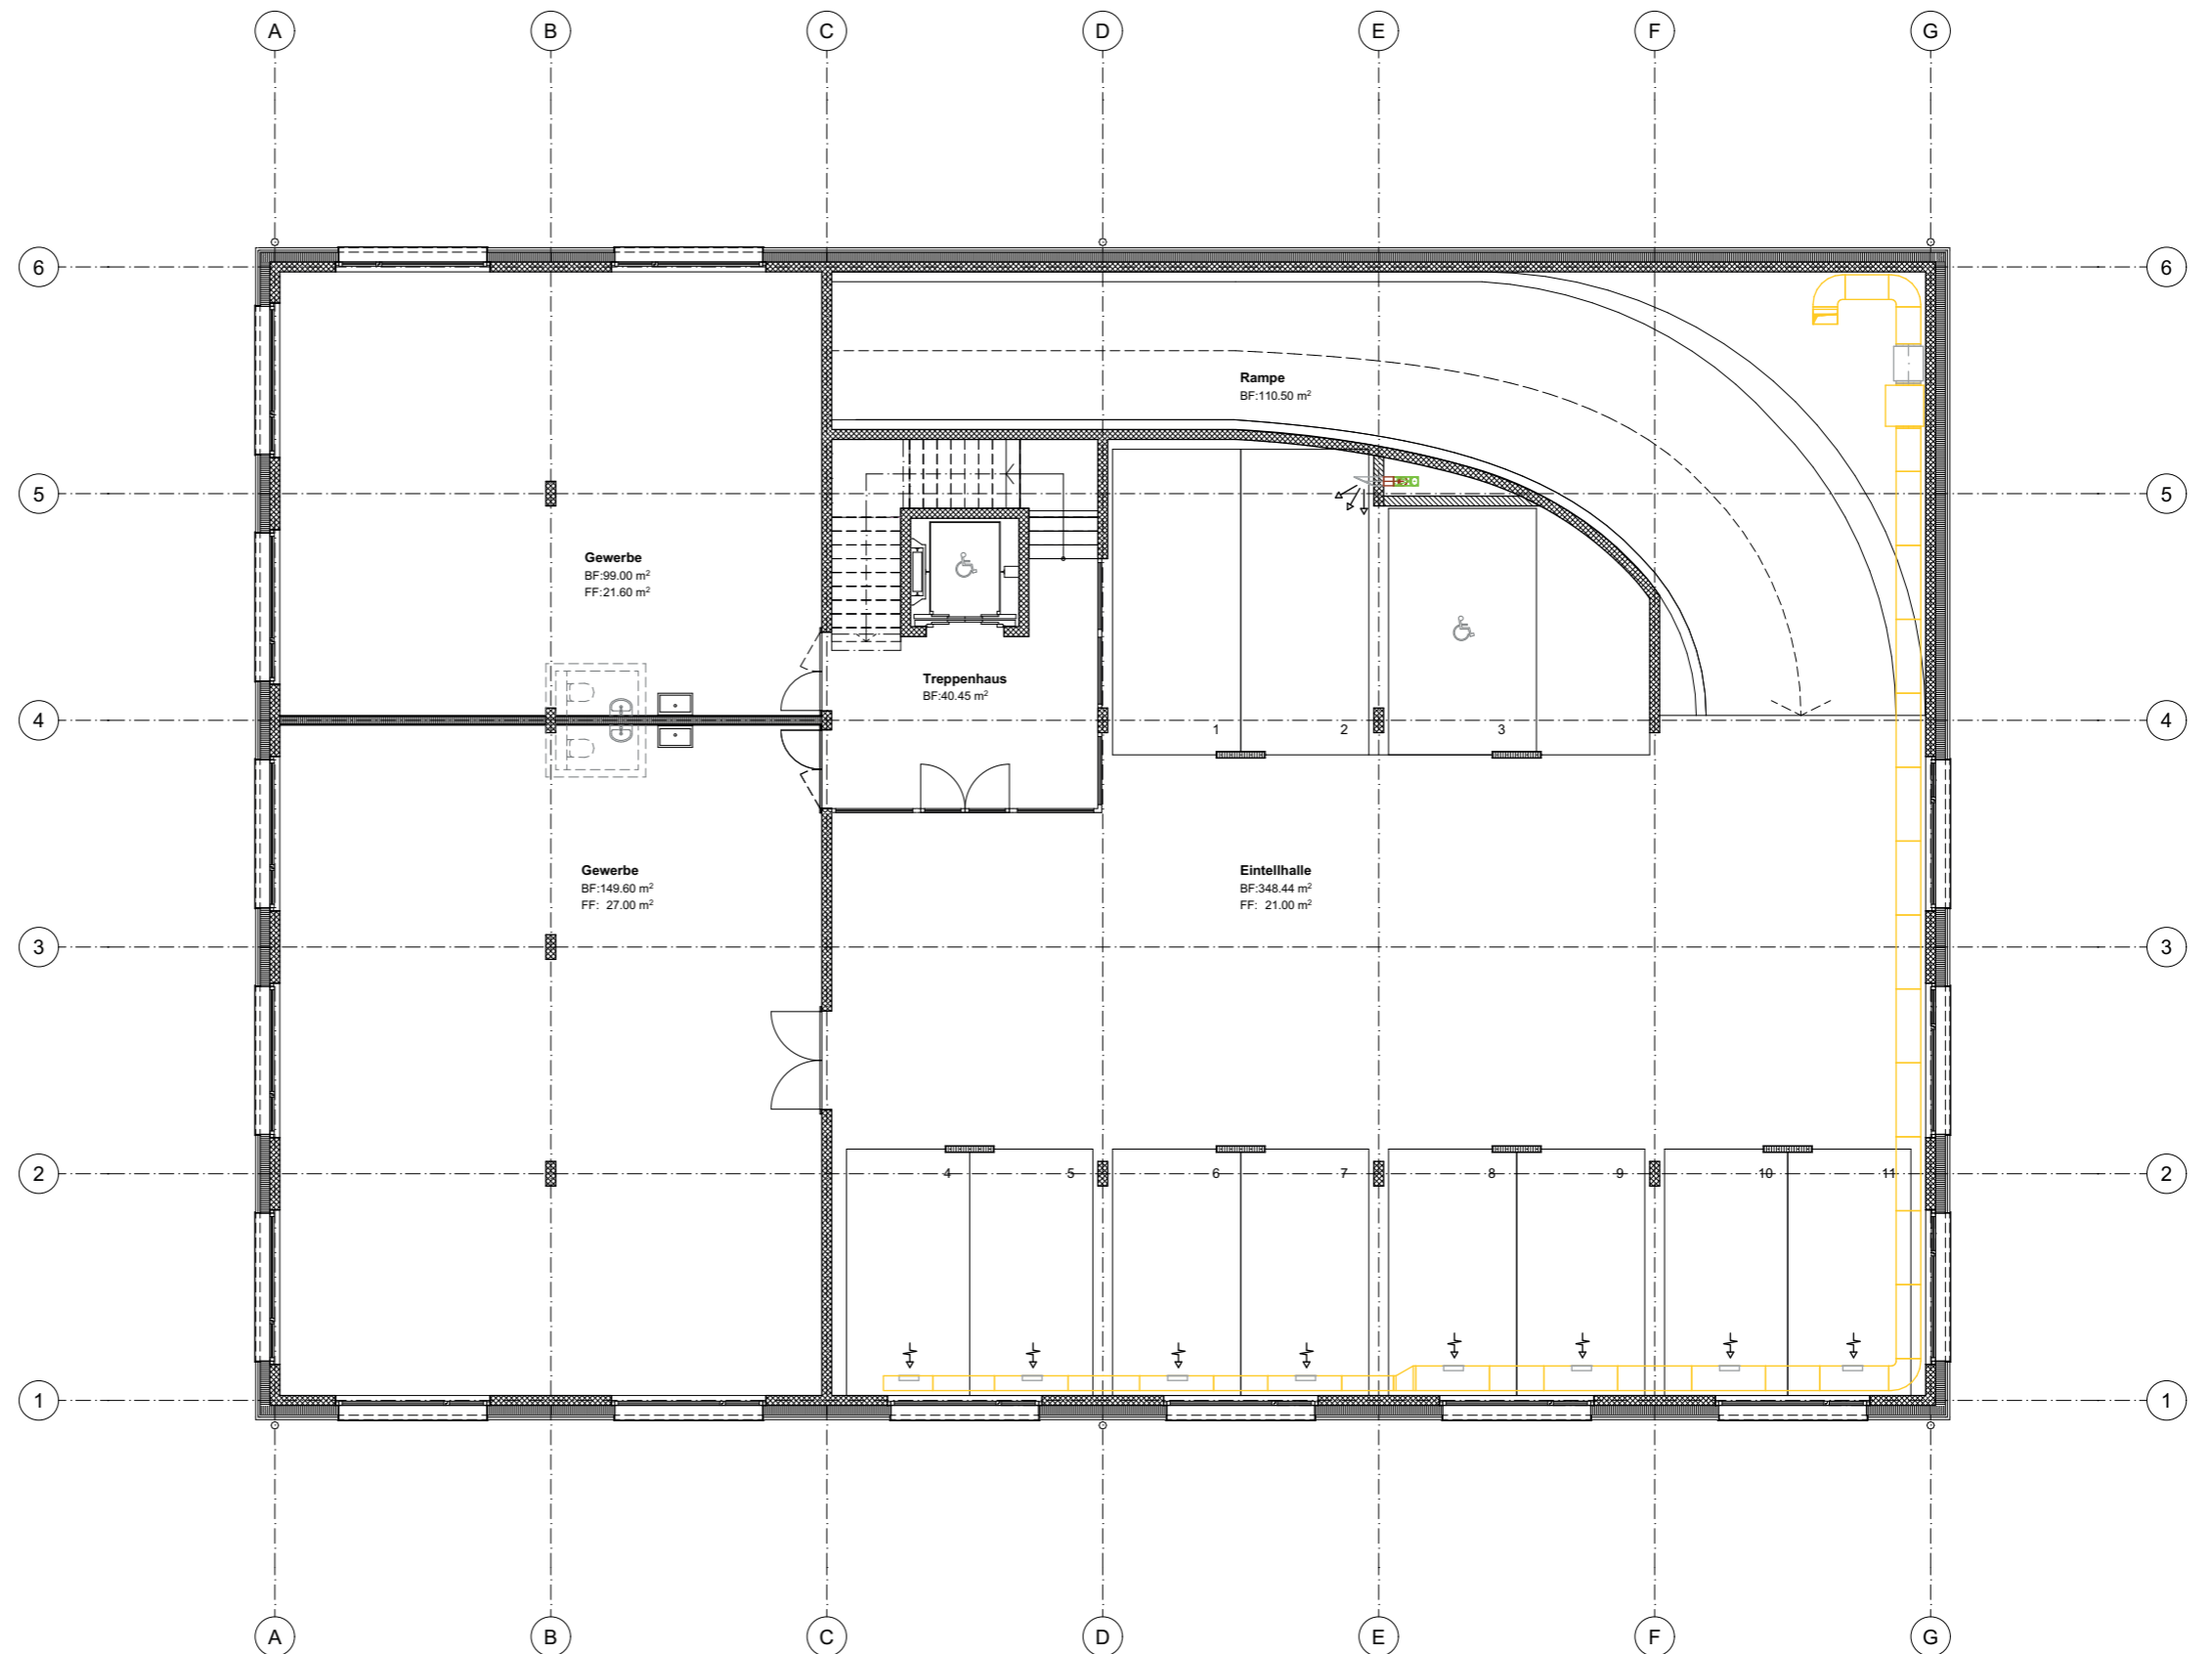 A B C D E F G
6 6
Rampe
BF:110.50 m²
5 5
Gewerbe
BF:99.00 m²
FF:21.60 m²
Treppenhaus
BF:40.45 m²
4 4
1 2 3
Gewerbe
BF:149.60 m²
FF: 27.00 m²
Eintellhalle
BF:348.44 m²
FF: 21.00 m²
3 3
2 4 5 6 7 8 9 10 11 2
1 1
A B C D E F G